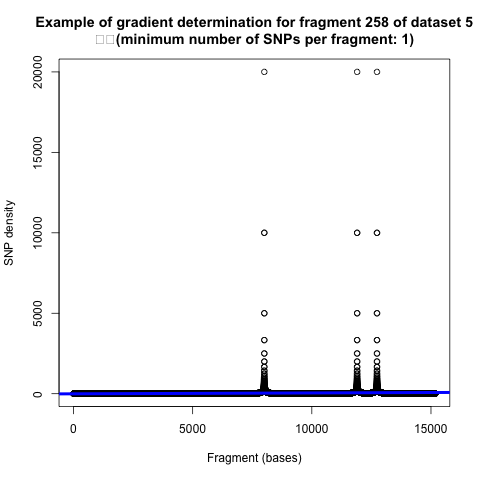 Example of gradient determination for fragment 258 of dataset 5
(minimum number of SNPs per fragment: 1)
20000
15000
10000
5000
0
SNP density
0 5000 10000 15000
Fragment (bases)